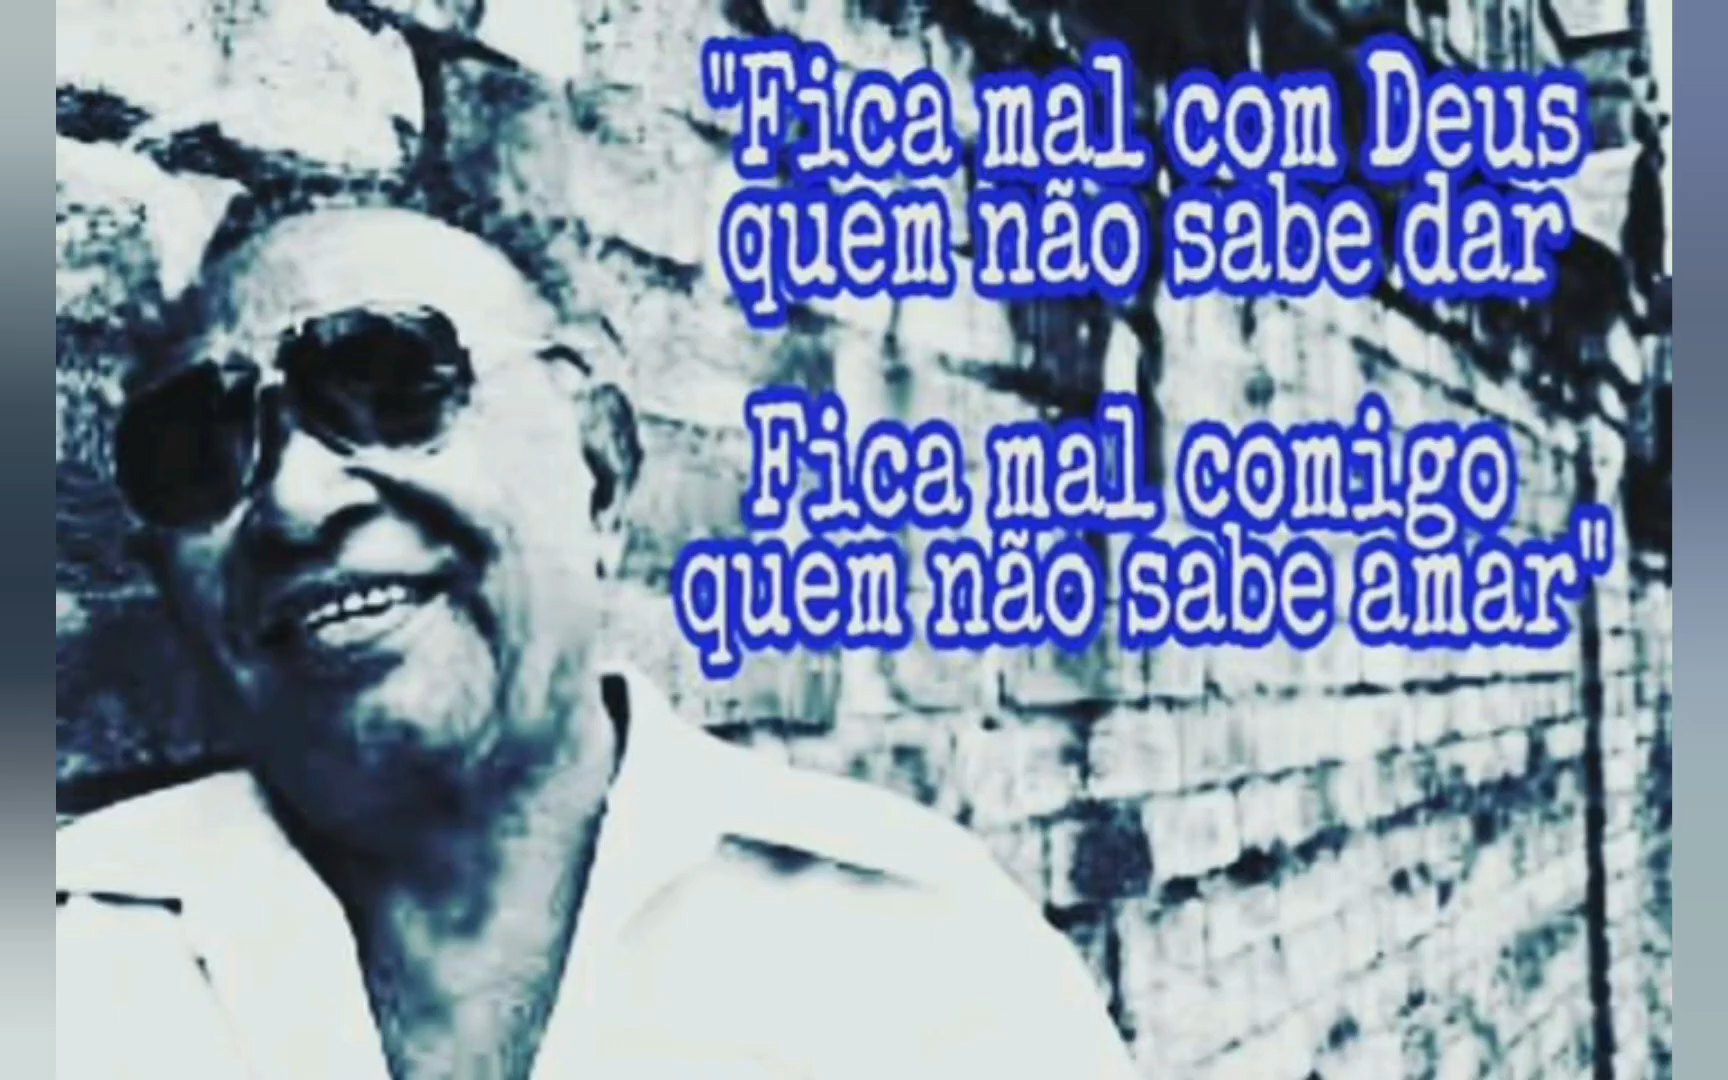 "Fica mal com Deus
quem não sabe dar
Fica mal comigo
quem não sabe amar"